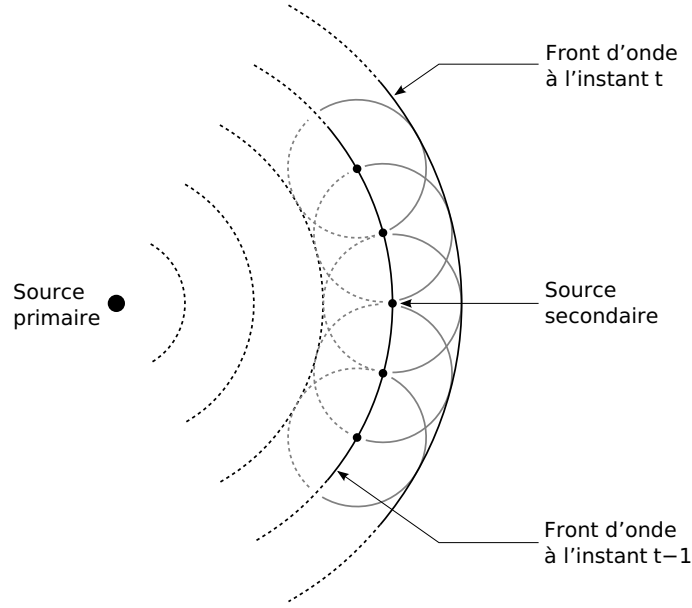 Front d’onde
à l’instant t
Source
primaire
Source
secondaire
Front d’onde
à l’instant t−1